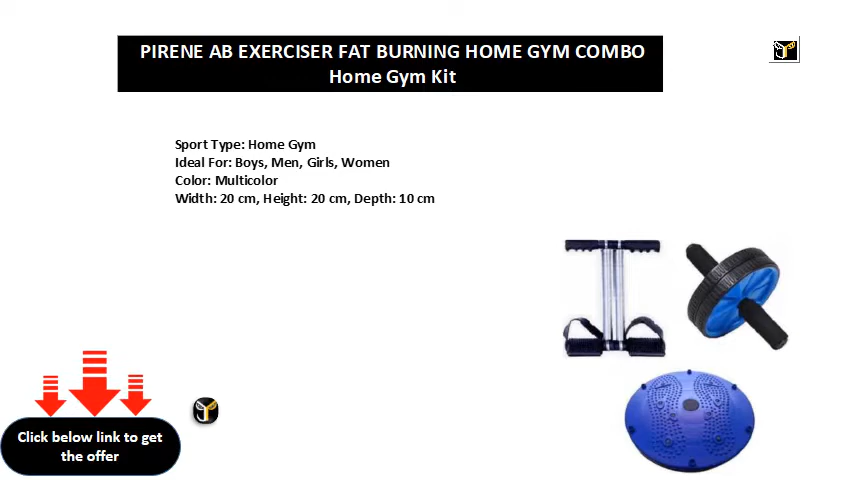 PIRENE AB EXERCISER FAT BURNING HOME GYM COMBO
Home Gym Kit
Sport Type: Home Gym
Ideal For: Boys, Men, Girls, Women
Color: Multicolor
Width: 20 cm, Height: 20 cm, Depth: 10 cm
Click below link to get
the offer